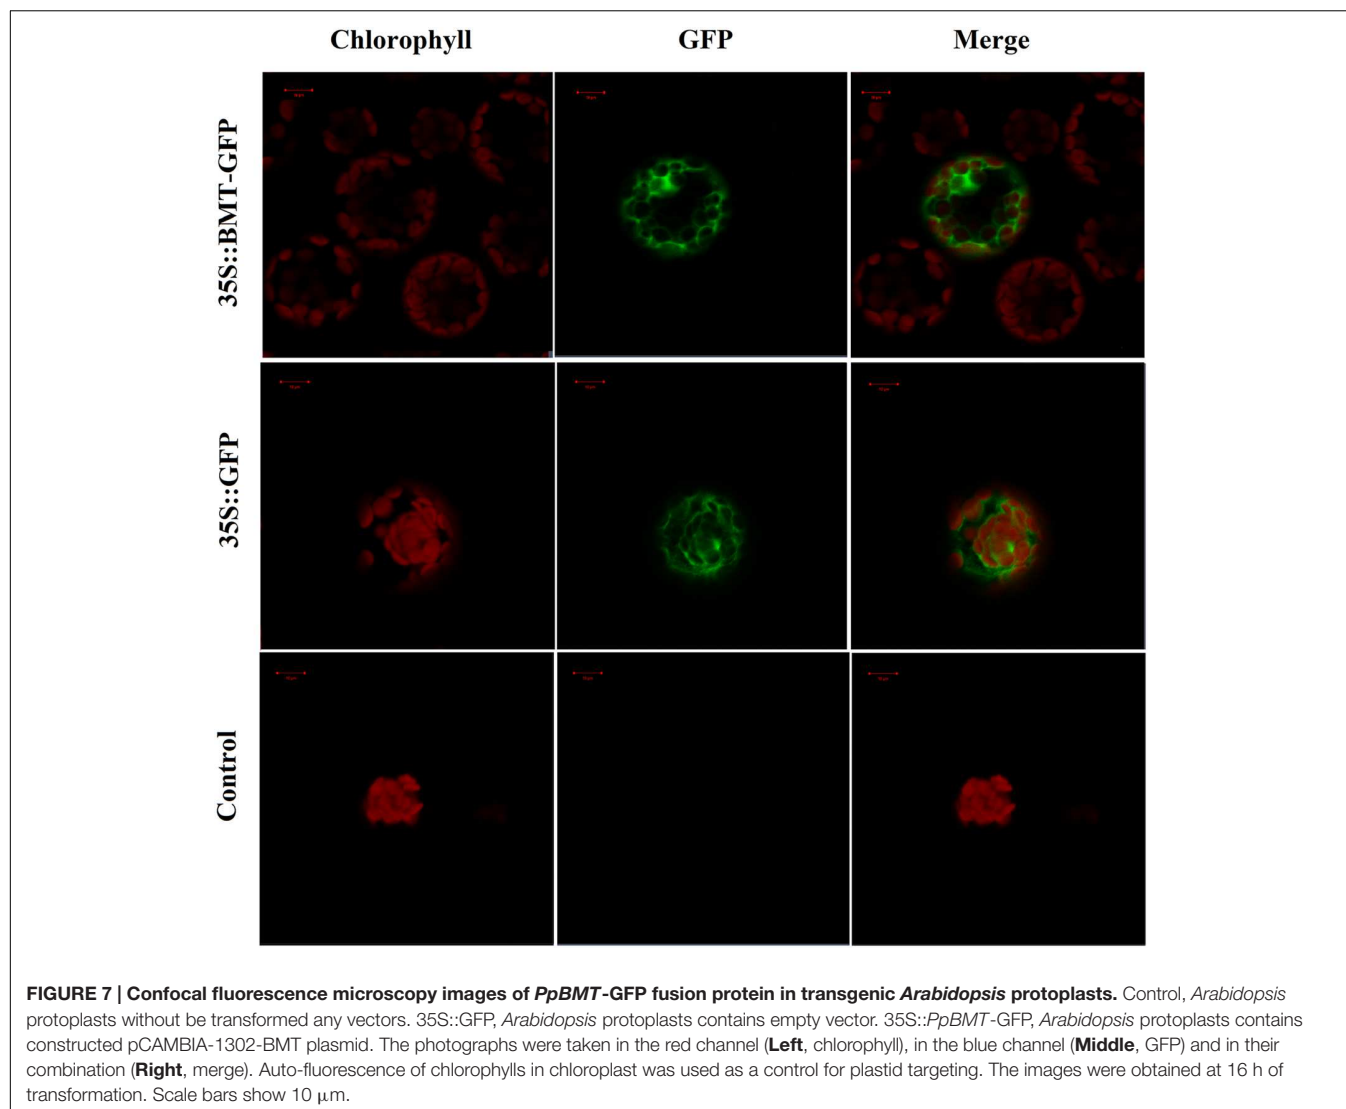 Chlorophyll GFP Merge
35S::BMT-GFP
35S::GFP
Control
FIGURE 7 | Confocal fluorescence microscopy images of PpBMT-GFP fusion protein in transgenic Arabidopsis protoplasts. Control, Arabidopsis
protoplasts without be transformed any vectors. 35S::GFP, Arabidopsis protoplasts contains empty vector. 35S::PpBMT-GFP, Arabidopsis protoplasts contains
constructed pCAMBIA-1302-BMT plasmid. The photographs were taken in the red channel (Left, chlorophyll), in the blue channel (Middle, GFP) and in their
combination (Right, merge). Auto-fluorescence of chlorophylls in chloroplast was used as a control for plastid targeting. The images were obtained at 16 h of
transformation. Scale bars show 10 μm.